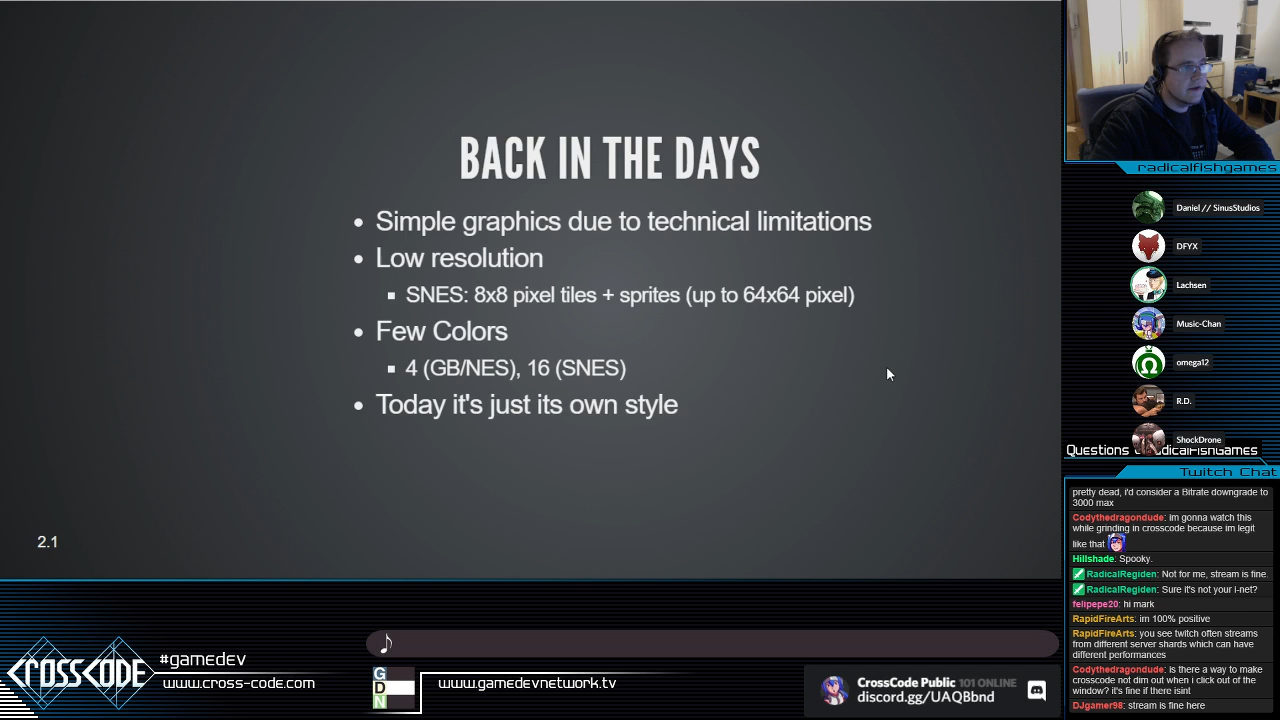 BACK IN THE DAYS
Simple graphics due to technical limitations
Low resolution
SNES: 8x8 pixel tiles + sprites (up to 64x64 pixel)
Few Colors
4 (GB/NES), 16 (SNES)
Today it's just its own style
2.1
radicalfishgames
Daniel // SinusStudios
DFYX
Lachsen
Music-Chan
omega12
R.D.
ShockDrone
Questions @RadicalFishGames
Twitch Chat
pretty dead, i'd consider a Bitrate downgrade to
3000 max
Codythedragondude: im gonna watch this
while grinding in crosscode because im legit
like that
Hillshade: Spooky.
RadicalRegiden: Not for me, stream is fine.
RadicalRegiden: Sure it's not your i-net?
felipepe20: hi mark
RapidFireArts: im 100% positive
RapidFireArts: you see twitch often streams
from different server shards which can have
different performances
Codythedragondude: is there a way to make
crosscode not dim out when i click out of the
window? it's fine if there isint
DJgamer98: stream is fine here
CROSSCODE
#gamedev
www.cross-code.com
GDN
www.gamedevnetwork.tv
CrossCode Public 101 ONLINE
discord.gg/UAQBbnd